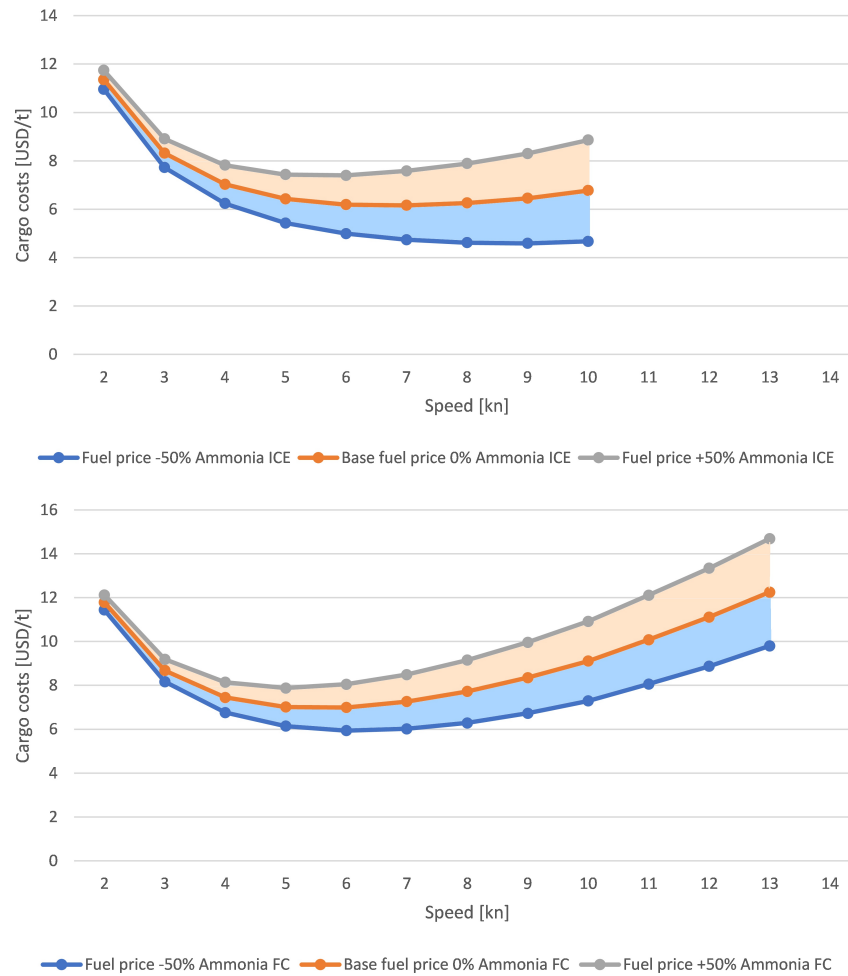 14
12
10
8
6
4
2
0
Cargo costs [USD/t]
2 3 4 5 6 7 8 9 10 11 12 13 14
Speed [kn]
Fuel price -50% Ammonia ICE Base fuel price 0% Ammonia ICE Fuel price +50% Ammonia ICE
16
14
12
10
8
6
4
2
0
Cargo costs [USD/t]
2 3 4 5 6 7 8 9 10 11 12 13 14
Speed [kn]
Fuel price -50% Ammonia FC Base fuel price 0% Ammonia FC Fuel price +50% Ammonia FC